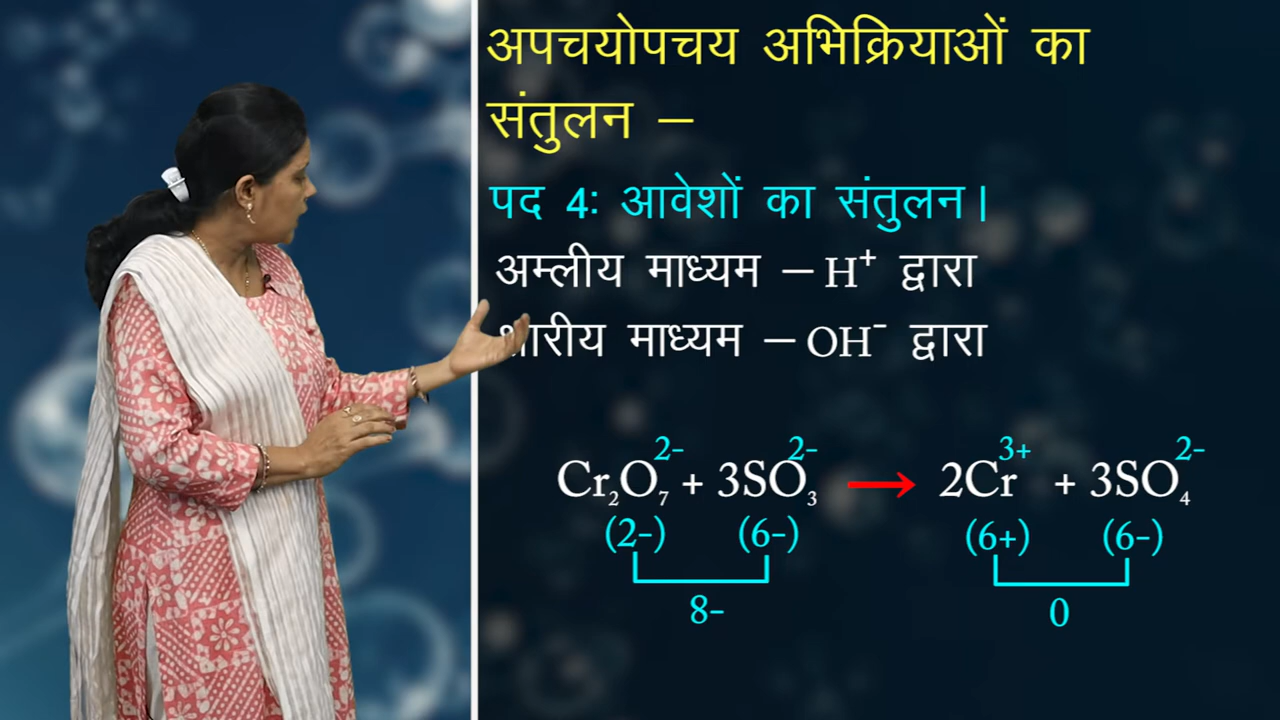 अपचयोपचय अभिक्रियाओं का
संतुलन –
पद 4: आवेशों का संतुलन।
अम्लीय माध्यम – H⁺ द्वारा
क्षारीय माध्यम – OH⁻ द्वारा
Cr₂O₇²⁻ + 3SO₃²⁻ → 2Cr³⁺ + 3SO₄²⁻
(2-) (6-) (6+) (6-)
8- 0